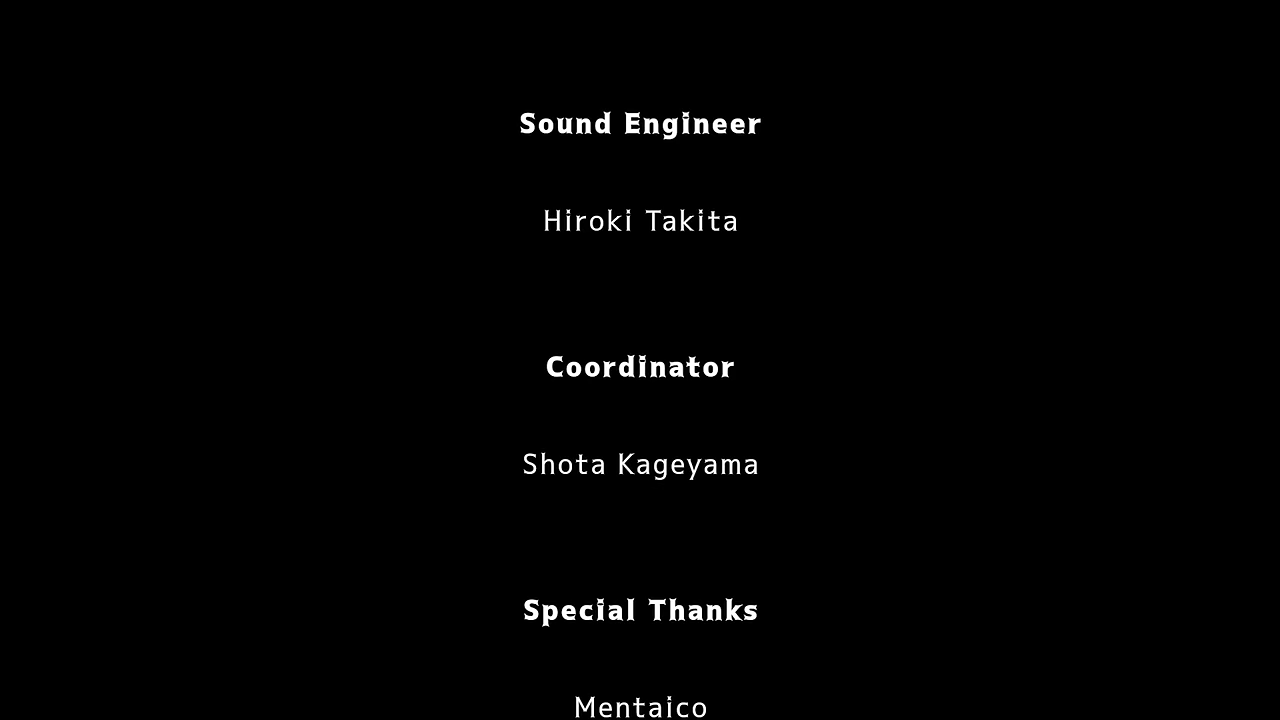 Sound Engineer
Hiroki Takita
Coordinator
Shota Kageyama
Special Thanks
Mentaico